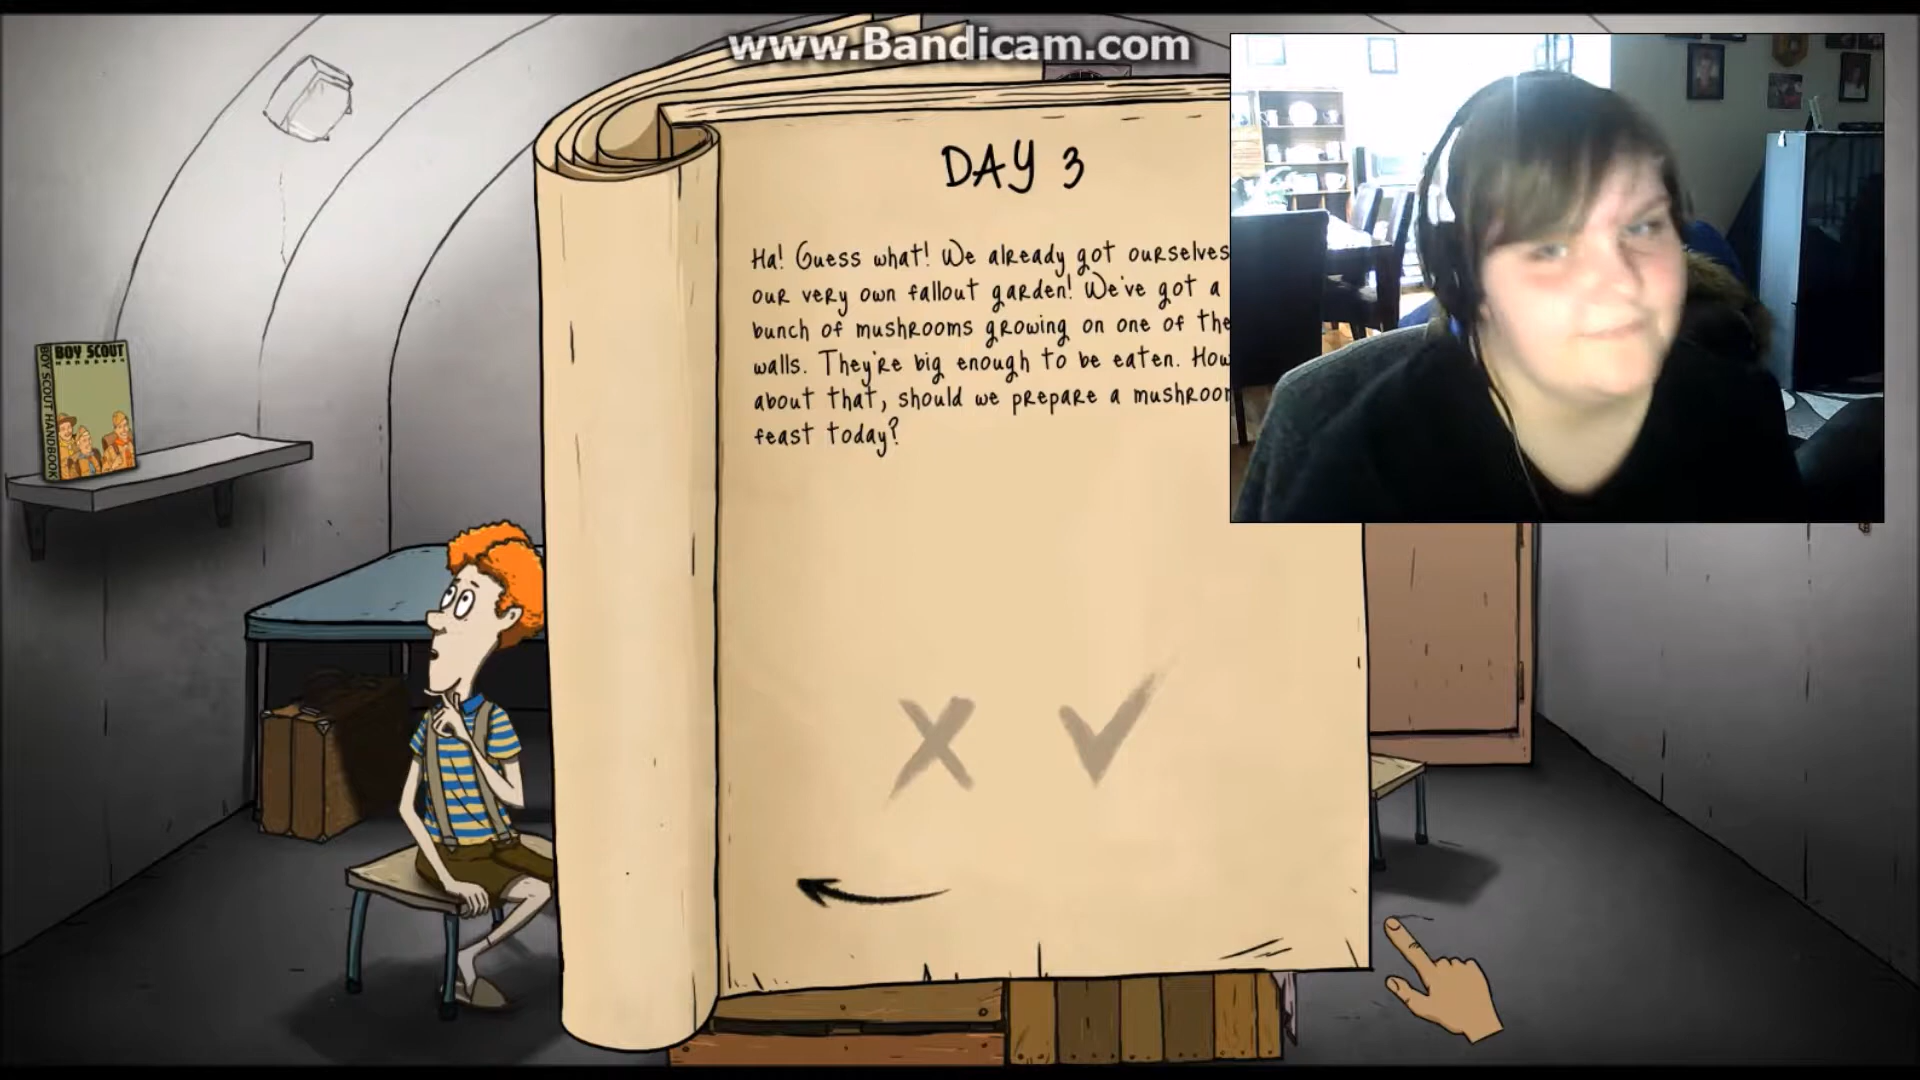 www.Bandicam.com
DAY 3
Ha! Guess what! We already got ourselves
our very own fallout garden! We've got a
bunch of mushrooms growing on one of the
walls. They're big enough to be eaten. How
about that, should we prepare a
feast today?
BOY SCOUT
HANDBOOK
BOY SCOUT HANDBOOK